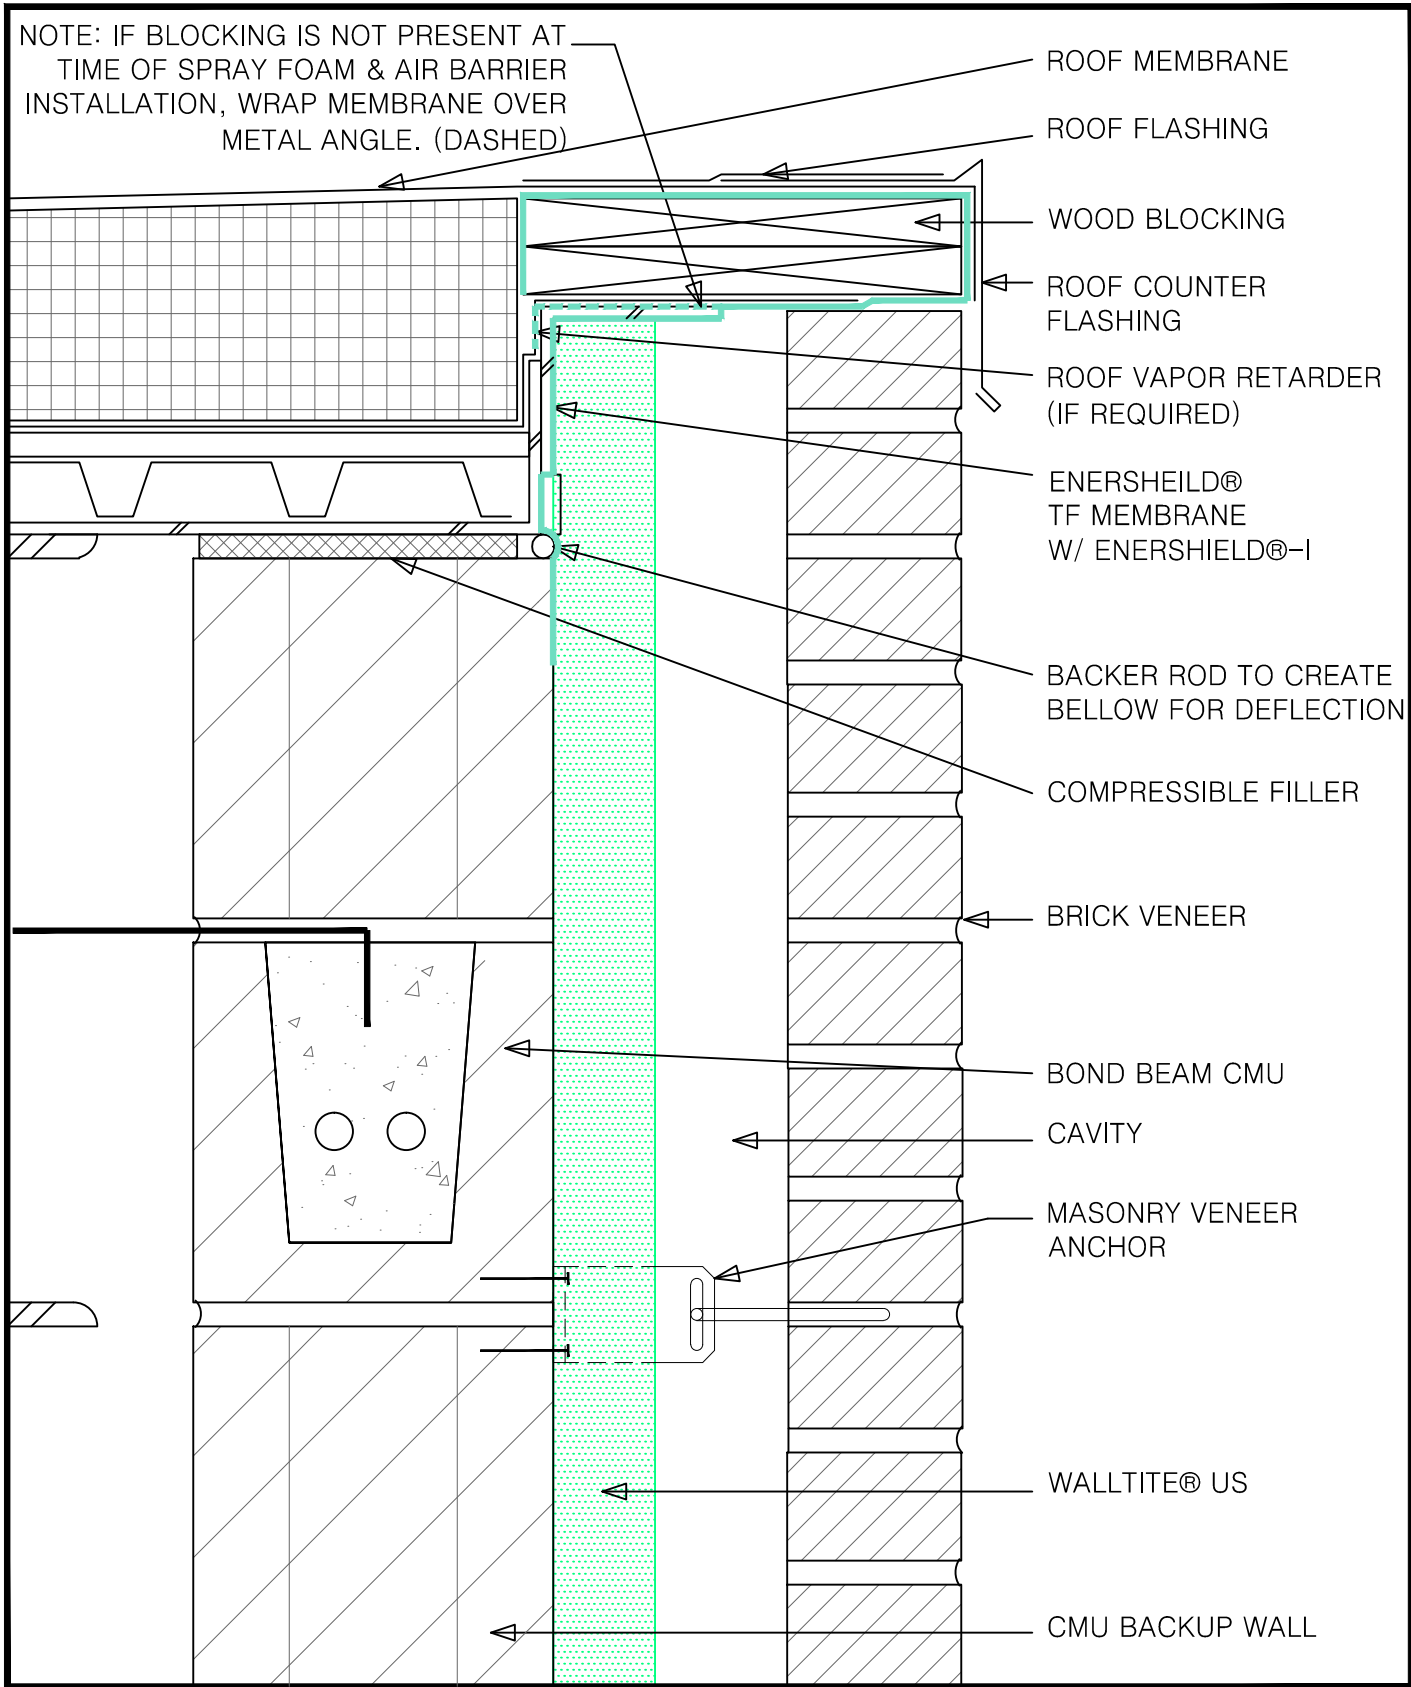 NOTE: IF BLOCKING IS NOT PRESENT AT
TIME OF SPRAY FOAM & AIR BARRIER
INSTALLATION, WRAP MEMBRANE OVER
METAL ANGLE. (DASHED)
ROOF MEMBRANE
ROOF FLASHING
WOOD BLOCKING
ROOF COUNTER
FLASHING
ROOF VAPOR RETARDER
(IF REQUIRED)
ENERSHEILD®
TF MEMBRANE
W/ ENERSHIELD®-I
BACKER ROD TO CREATE
BELLOW FOR DEFLECTION
COMPRESSIBLE FILLER
BRICK VENEER
BOND BEAM CMU
CAVITY
MASONRY VENEER
ANCHOR
WALLTITE® US
CMU BACKUP WALL